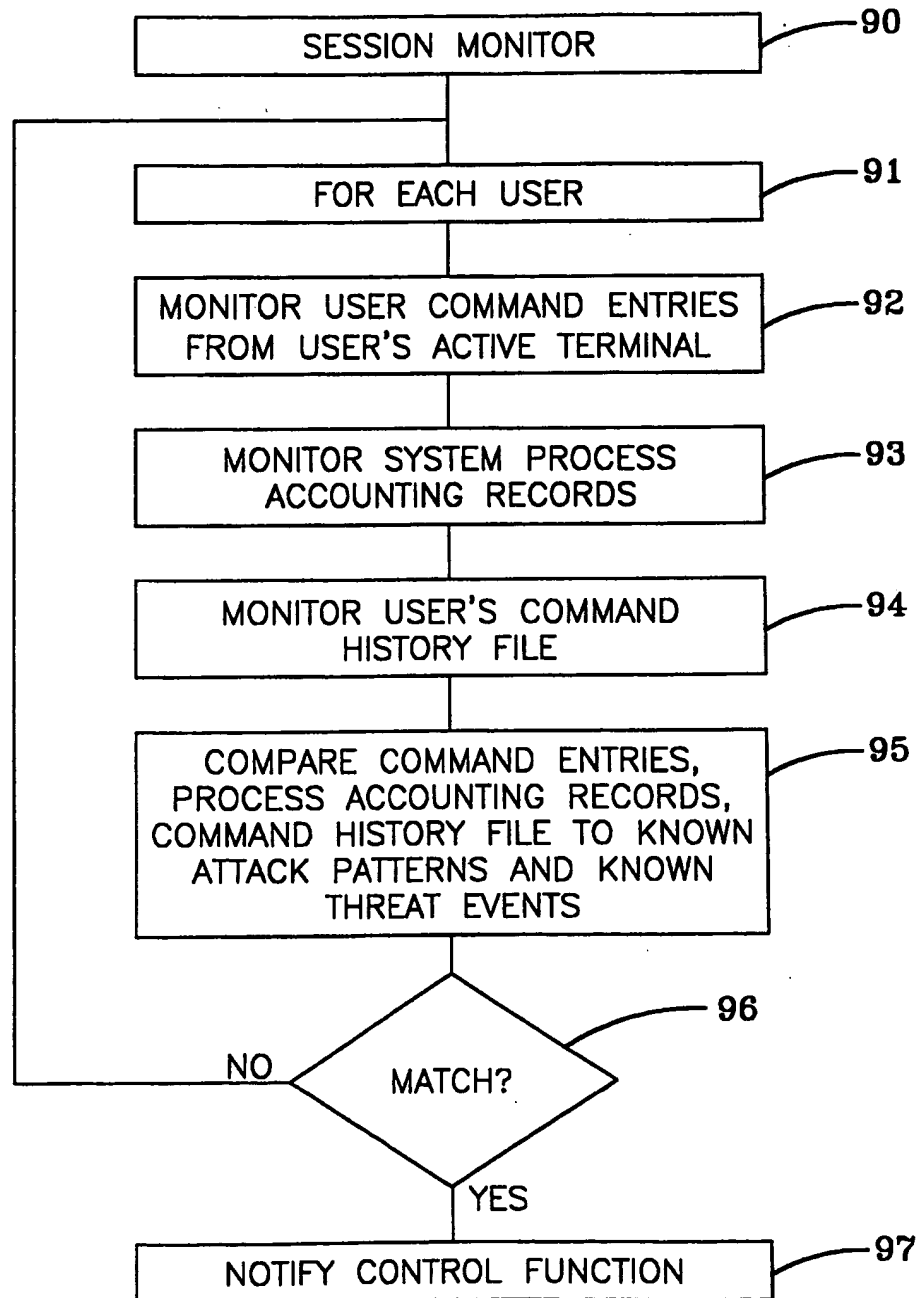 SESSION MONITOR
90
FOR EACH USER
91
MONITOR USER COMMAND ENTRIES
FROM USER'S ACTIVE TERMINAL
92
MONITOR SYSTEM PROCESS
ACCOUNTING RECORDS
93
MONITOR USER'S COMMAND
HISTORY FILE
94
COMPARE COMMAND ENTRIES,
PROCESS ACCOUNTING RECORDS,
COMMAND HISTORY FILE TO KNOWN
ATTACK PATTERNS AND KNOWN
THREAT EVENTS
95
MATCH?
96
NO
YES
NOTIFY CONTROL FUNCTION
97